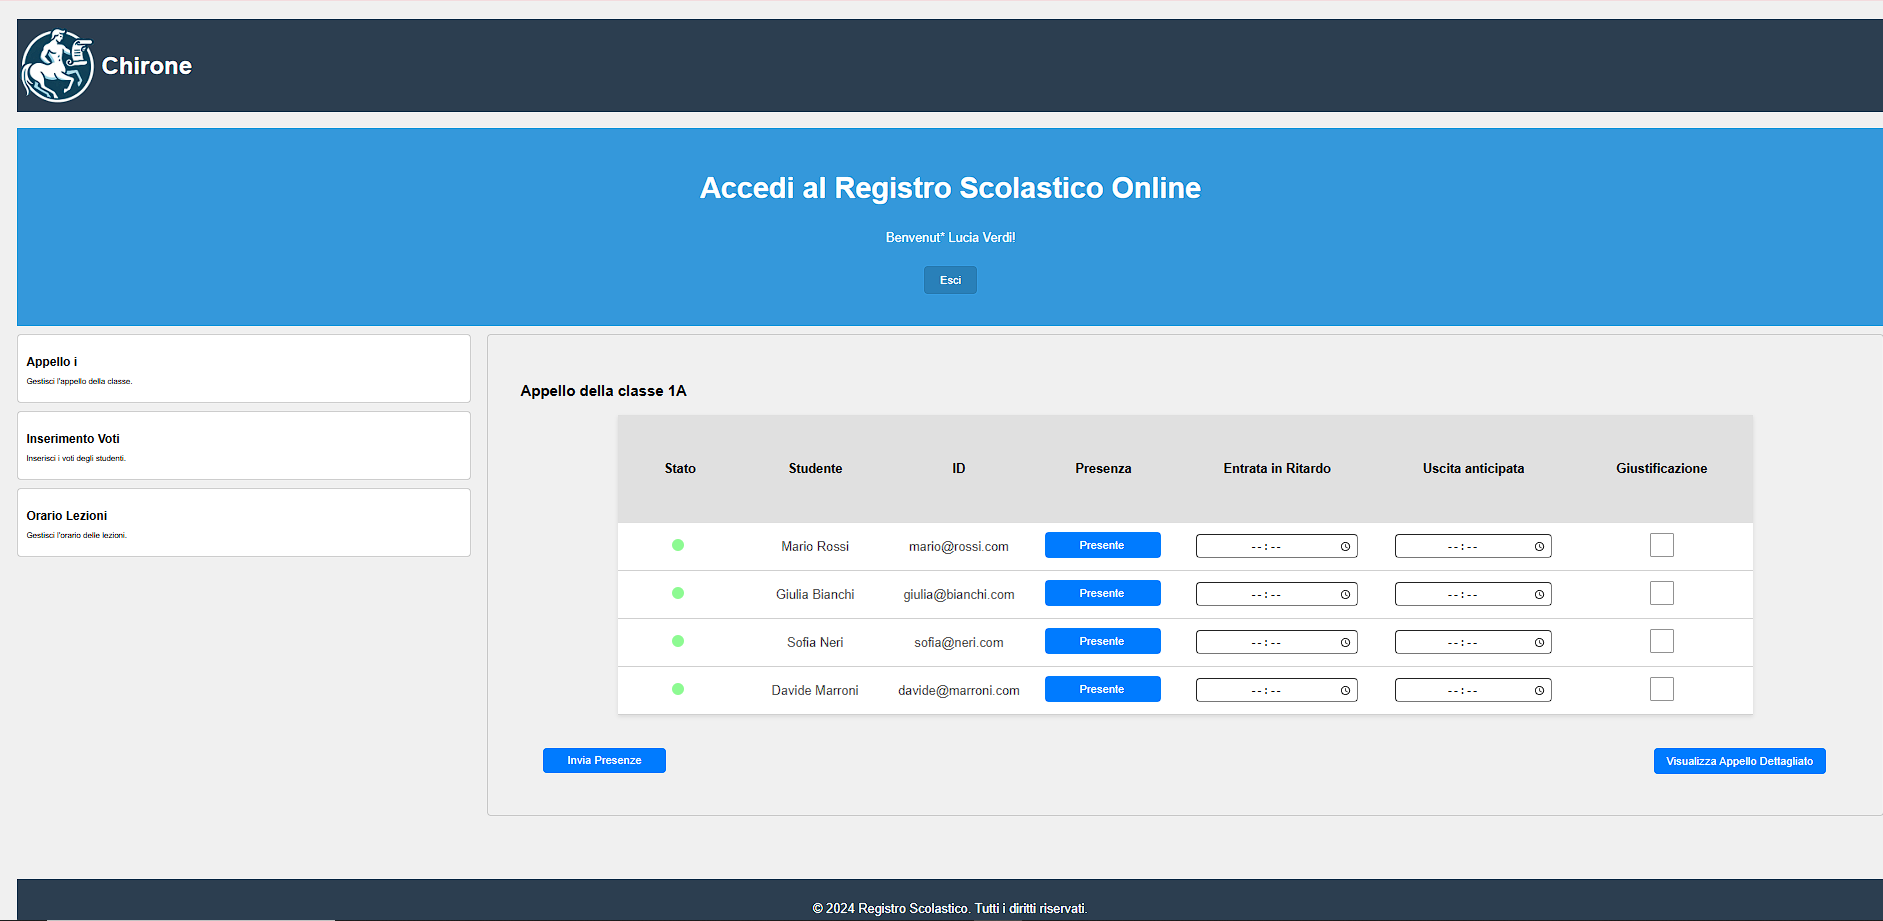 Chirone
Accedi al Registro Scolastico Online
Benvenut* Lucia Verdi!
Esci
Appello i
Gestisci l'appello della classe.
Inserimento Voti
Inserisci i voti degli studenti.
Orario Lezioni
Gestisci l'orario delle lezioni.
Appello della classe 1A
Stato Studente ID Presenza Entrata in Ritardo Uscita anticipata Giustificazione
Mario Rossi mario@rossi.com Presente --:-- --:--
Giulia Bianchi giulia@bianchi.com Presente --:-- --:--
Sofia Neri sofia@neri.com Presente --:-- --:--
Davide Marroni davide@marroni.com Presente --:-- --:--
Invia Presenze Visualizza Appello Dettagliato
© 2024 Registro Scolastico. Tutti i diritti riservati.